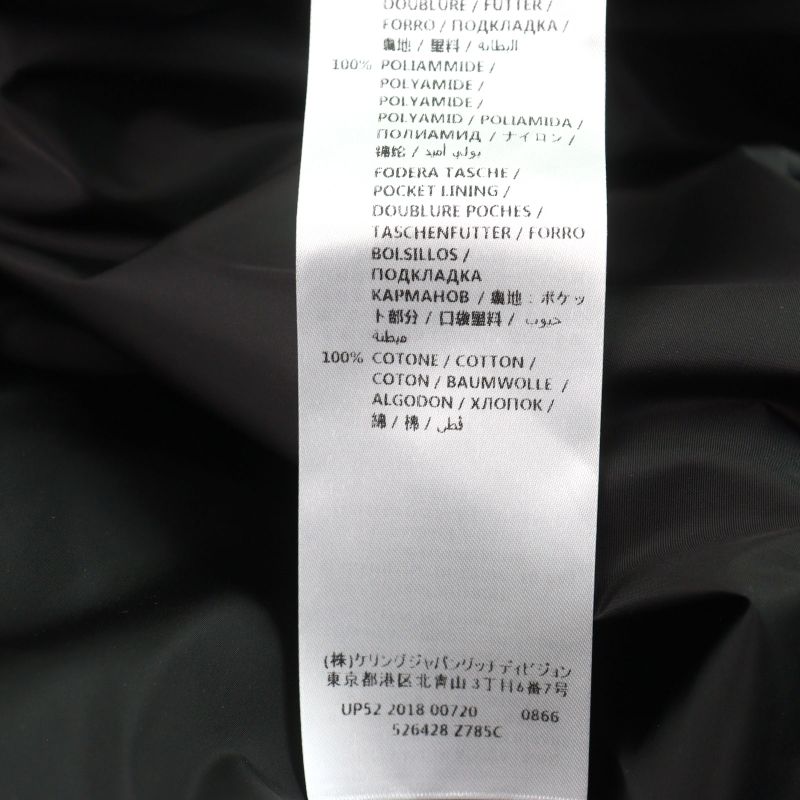 DOUBLURE / FUTTER /
FORRO / ПОДКЛАДКА /
裏地 / 里料 / البطانة
100% POLIAMMIDE /
POLYAMIDE /
POLYAMIDE /
POLYAMID / POLIAMIDA /
ПОЛИАМИД / ナイロン /
锦纶 / بولي أميد
FODERA TASCHE /
POCKET LINING /
DOUBLURE POCHES /
TASCHENFUTTER / FORRO
BOLSILLOS /
ПОДКЛАДКА
КАРМАНОВ / 裏地：ポケッ
ト部分 / 口袋里料 / جيوب
مبطنة
100% COTONE / COTTON /
COTON / BAUMWOLLE /
ALGODON / ХЛОПОК /
綿 / 棉 / قطن
(株)ケリングジャパングッチ ディビジョン
東京都港区北青山3丁目6番7号
UP52 2018 00720 0866
526428 Z785C